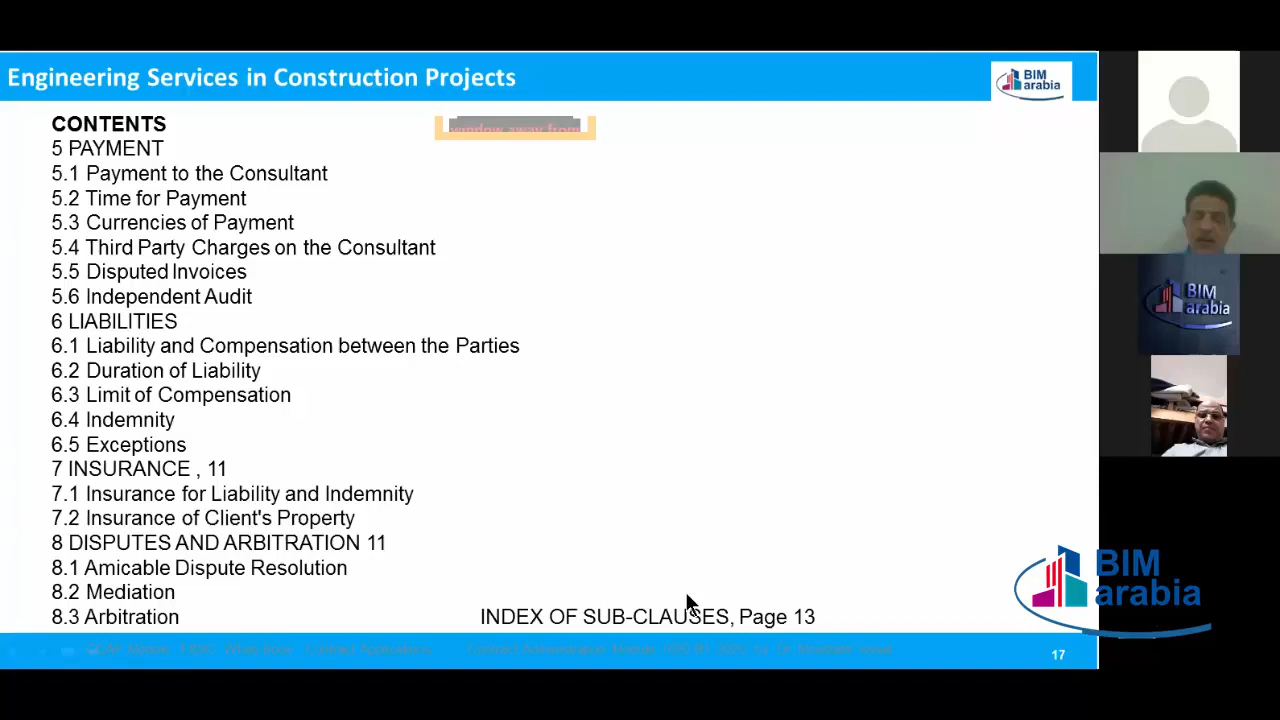 Engineering Services in Construction Projects
BIM
arabia
CONTENTS
window away from
5 PAYMENT
5.1 Payment to the Consultant
5.2 Time for Payment
5.3 Currencies of Payment
5.4 Third Party Charges on the Consultant
5.5 Disputed Invoices
5.6 Independent Audit
6 LIABILITIES
6.1 Liability and Compensation between the Parties
6.2 Duration of Liability
6.3 Limit of Compensation
6.4 Indemnity
6.5 Exceptions
7 INSURANCE , 11
7.1 Insurance for Liability and Indemnity
7.2 Insurance of Client's Property
8 DISPUTES AND ARBITRATION 11
8.1 Amicable Dispute Resolution
8.2 Mediation
8.3 Arbitration
INDEX OF SUB-CLAUSES, Page 13
17
BIM
arabia
BIM
arabia